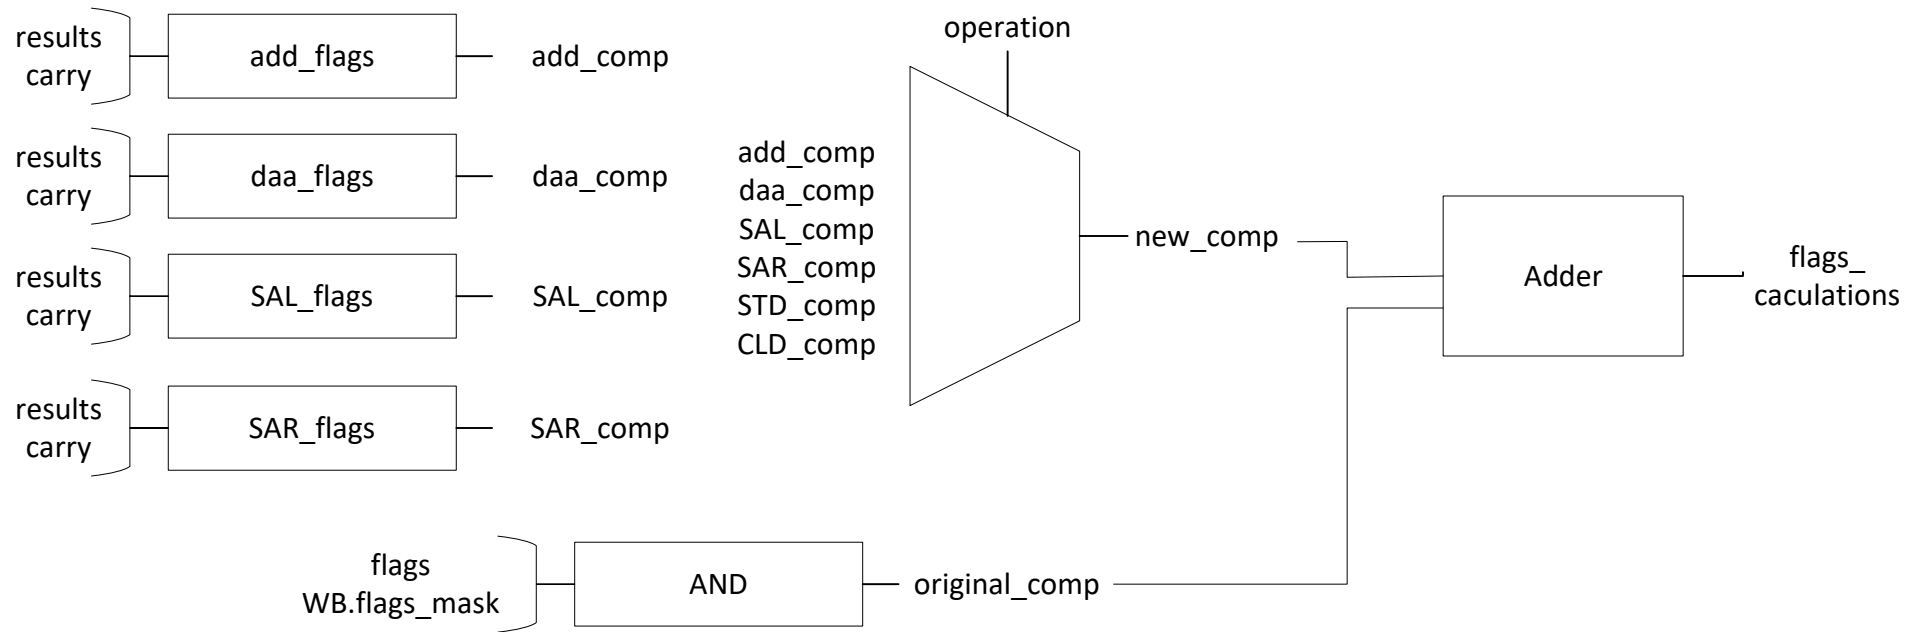 results
carry
add_flags
add_comp
results
carry
daa_flags
daa_comp
results
carry
SAL_flags
SAL_comp
results
carry
SAR_flags
SAR_comp
operation
add_comp
daa_comp
SAL_comp
SAR_comp
STD_comp
CLD_comp
new_comp
Adder
flags_
caculations
flags
WB.flags_mask
AND
original_comp